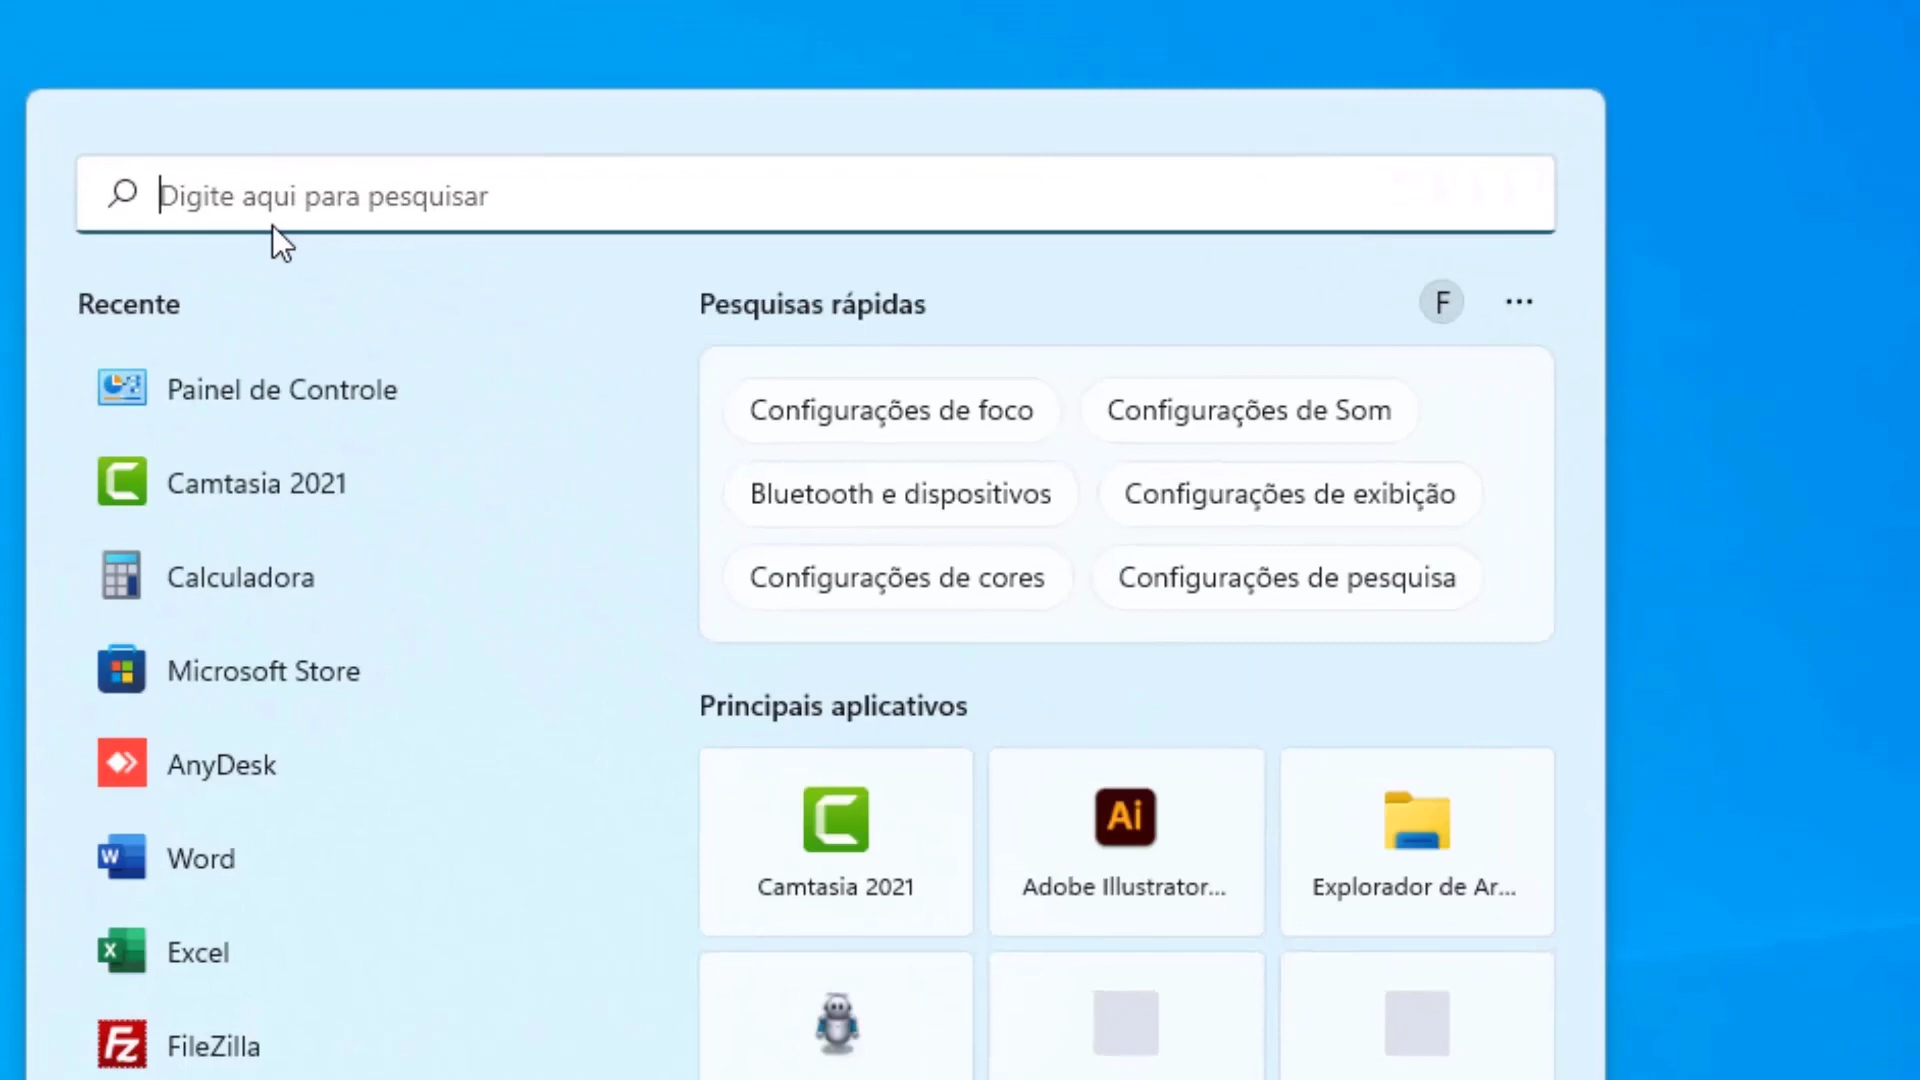 Digite aqui para pesquisar
Recente
Painel de Controle
Camtasia 2021
Calculadora
Microsoft Store
AnyDesk
Word
Excel
FileZilla
Pesquisas rápidas
F
Configurações de foco
Configurações de Som
Bluetooth e dispositivos
Configurações de exibição
Configurações de cores
Configurações de pesquisa
Principais aplicativos
Camtasia 2021
Ai
Adobe Illustrator...
Explorador de Ar...